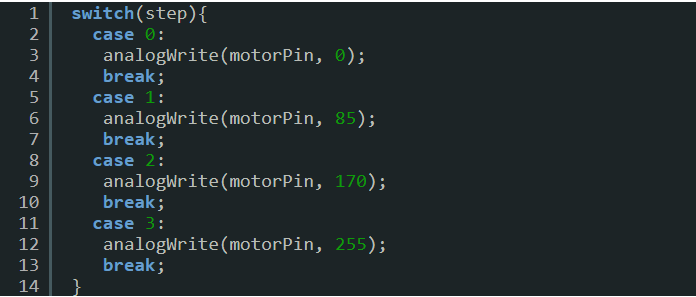 1 switch(step){
2 case 0:
3 analogWrite(motorPin, 0);
4 break;
5 case 1:
6 analogWrite(motorPin, 85);
7 break;
8 case 2:
9 analogWrite(motorPin, 170);
10 break;
11 case 3:
12 analogWrite(motorPin, 255);
13 break;
14 }